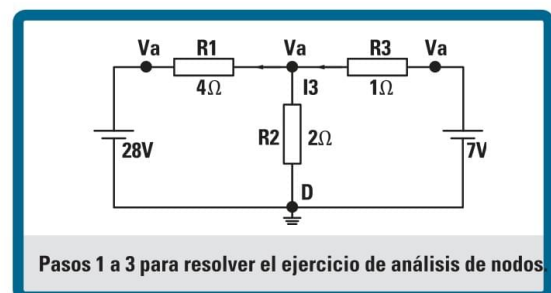 Va R1 Va R3 Va
4Ω I3 1Ω
28V R2 2Ω 7V
D
Pasos 1 a 3 para resolver el ejercicio de análisis de nodos.